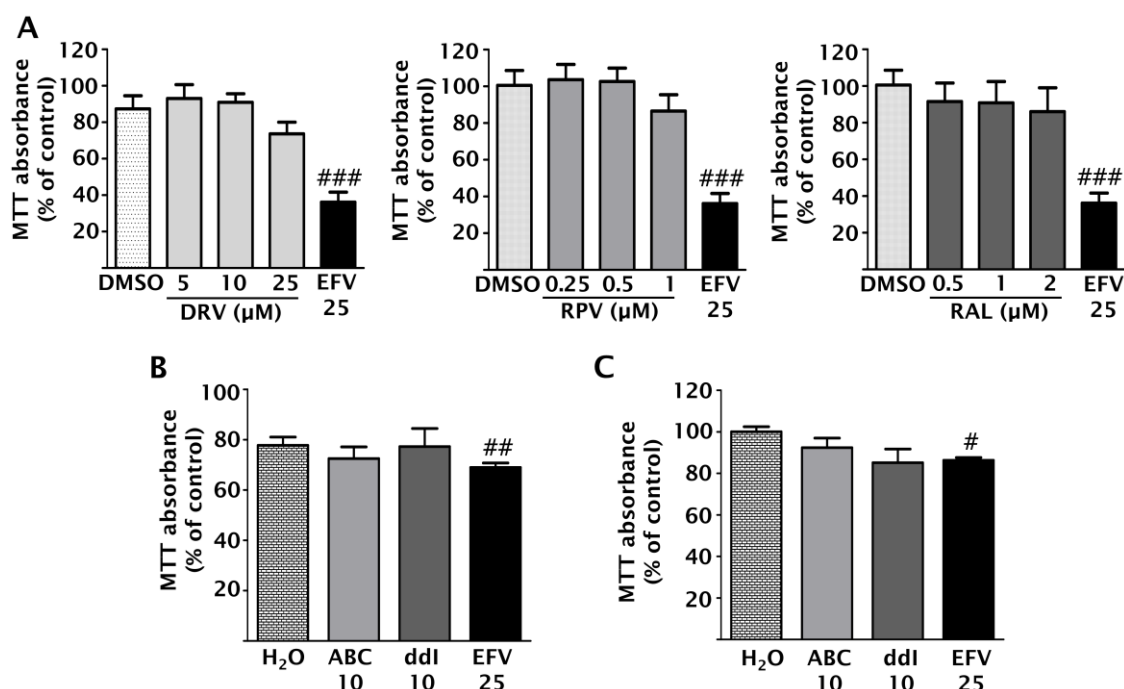 A
MTT absorbance
(% of control)
120
100
80
60
40
20
###
DMSO 5 10 25 EFV
DRV (µM) 25
MTT absorbance
(% of control)
120
100
80
60
40
20
###
DMSO 0.25 0.5 1 EFV
RPV (µM) 25
MTT absorbance
(% of control)
120
100
80
60
40
20
###
DMSO 0.5 1 2 EFV
RAL (µM) 25
B
MTT absorbance
(% of control)
100
80
60
40
20
##
H₂O ABC ddI EFV
10 10 25
C
MTT absorbance
(% of control)
120
100
80
60
40
20
#
H₂O ABC ddI EFV
10 10 25